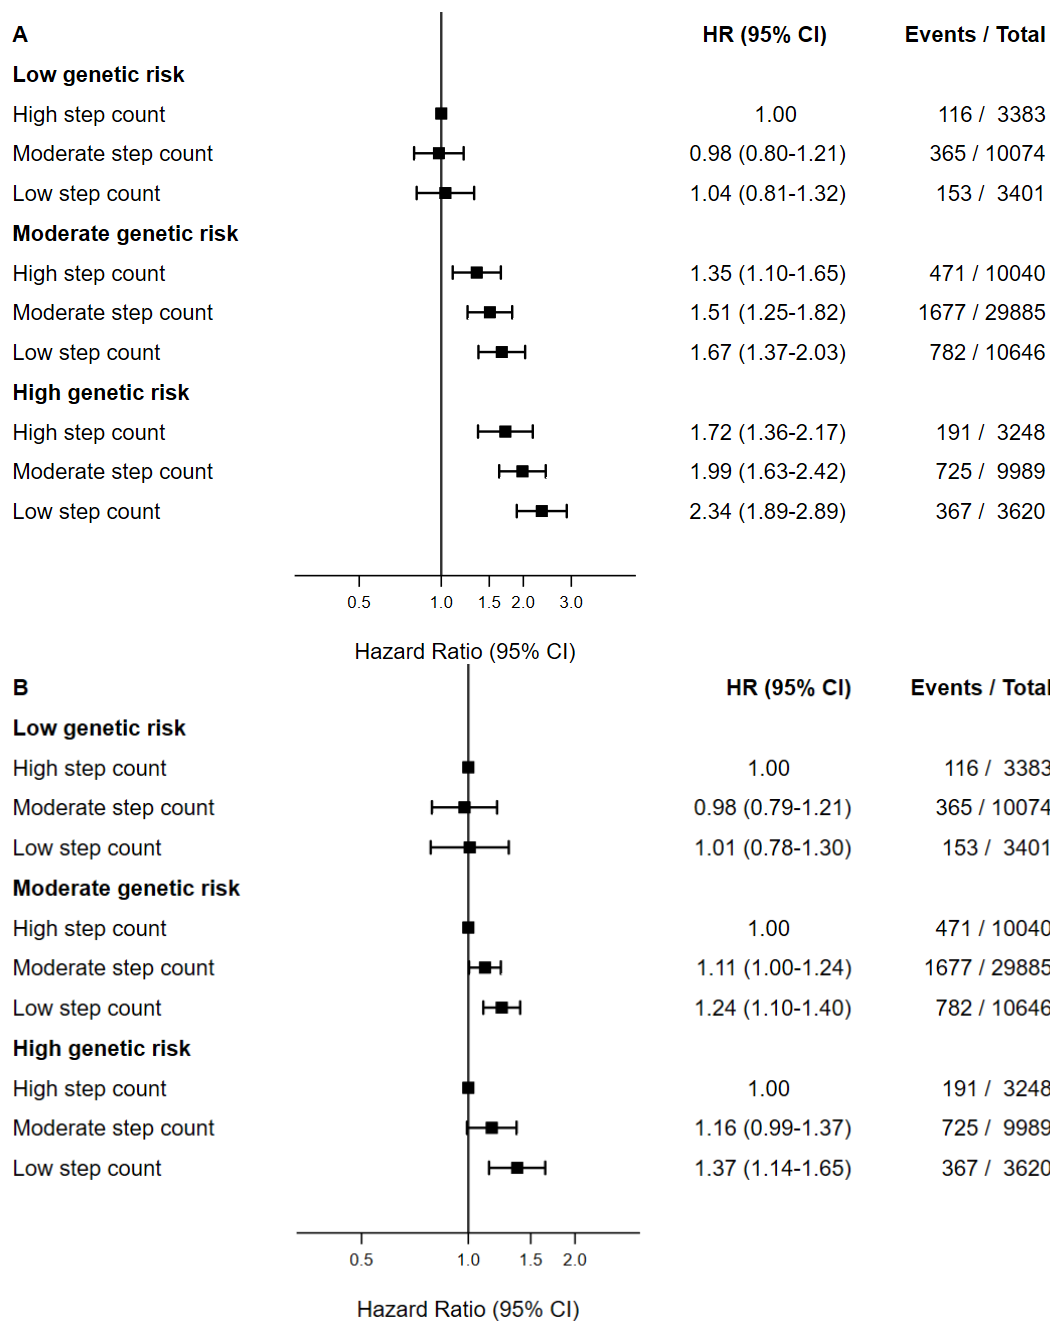 A HR (95% CI) Events / Total
Low genetic risk
High step count 1.00 116 / 3383
Moderate step count 0.98 (0.80-1.21) 365 / 10074
Low step count 1.04 (0.81-1.32) 153 / 3401
Moderate genetic risk
High step count 1.35 (1.10-1.65) 471 / 10040
Moderate step count 1.51 (1.25-1.82) 1677 / 29885
Low step count 1.67 (1.37-2.03) 782 / 10646
High genetic risk
High step count 1.72 (1.36-2.17) 191 / 3248
Moderate step count 1.99 (1.63-2.42) 725 / 9989
Low step count 2.34 (1.89-2.89) 367 / 3620
0.5 1.0 1.5 2.0 3.0
Hazard Ratio (95% CI)
B HR (95% CI) Events / Total
Low genetic risk
High step count 1.00 116 / 3383
Moderate step count 0.98 (0.79-1.21) 365 / 10074
Low step count 1.01 (0.78-1.30) 153 / 3401
Moderate genetic risk
High step count 1.00 471 / 10040
Moderate step count 1.11 (1.00-1.24) 1677 / 29885
Low step count 1.24 (1.10-1.40) 782 / 10646
High genetic risk
High step count 1.00 191 / 3248
Moderate step count 1.16 (0.99-1.37) 725 / 9989
Low step count 1.37 (1.14-1.65) 367 / 3620
0.5 1.0 1.5 2.0
Hazard Ratio (95% CI)